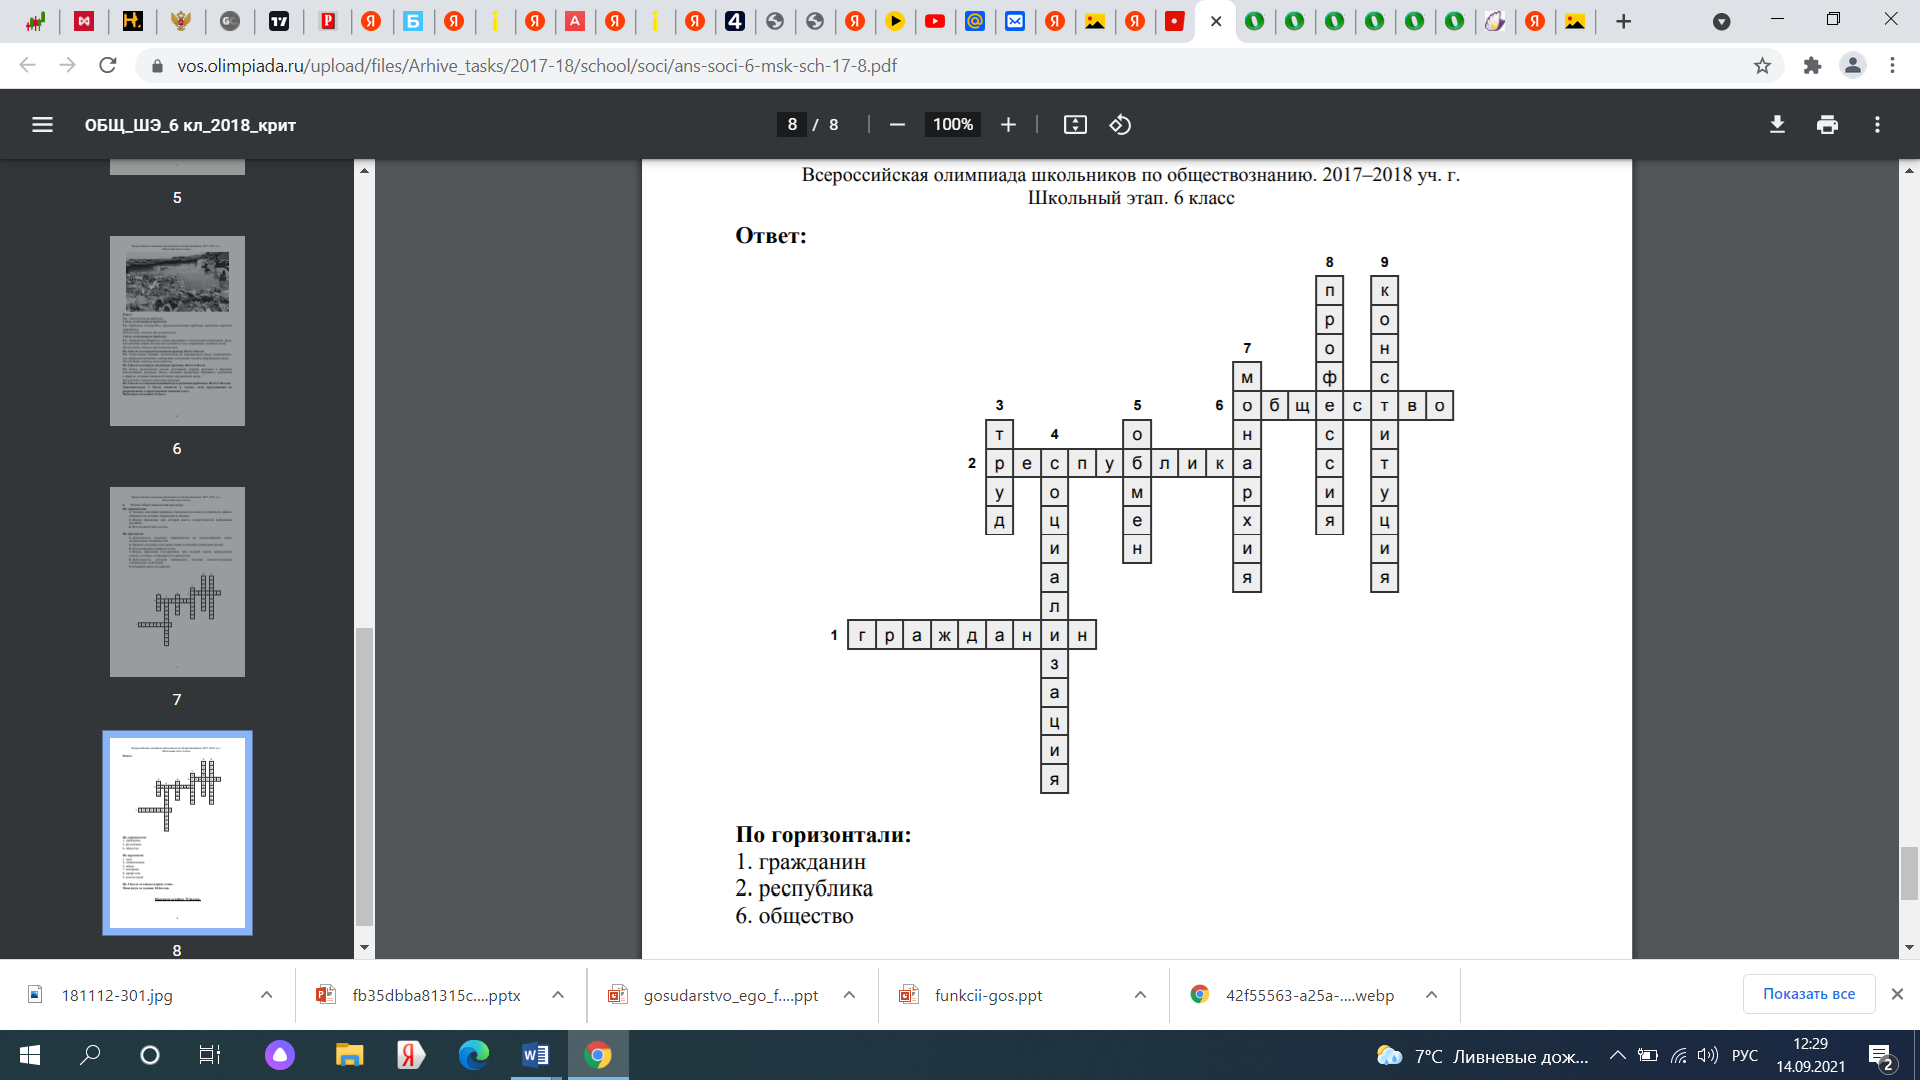 vos.olimpiada.ru/upload/files/Arhive_tasks/2017-18/school/soci/ans-soci-6-msk-sch-17-8.pdf
ОБЩ_ШЭ_6 кл_2018_крит
8 / 8
100%
5
6
7
8
Всероссийская олимпиада школьников по обществознанию. 2017–2018 уч. г.
Школьный этап. 6 класс
Ответ:
8 9
п к
р о
7
о н
м ф с
3 5 6 о б щ е с т в о
т 4 о н с и
2 р е с п у б л и к а с т
у о м р и у
д ц е х я ц
и н и и
а я я
л
1 г р а ж д а н и н
з
а
ц
и
я
По горизонтали:
1. гражданин
2. республика
6. общество
181112-301.jpg
fb35dbba81315c....pptx
gosudarstvo_ego_f....ppt
funkcii-gos.ppt
42f55563-a25a-....webp
Показать все
7°C Ливневые дож...
РУС
12:29
14.09.2021
2